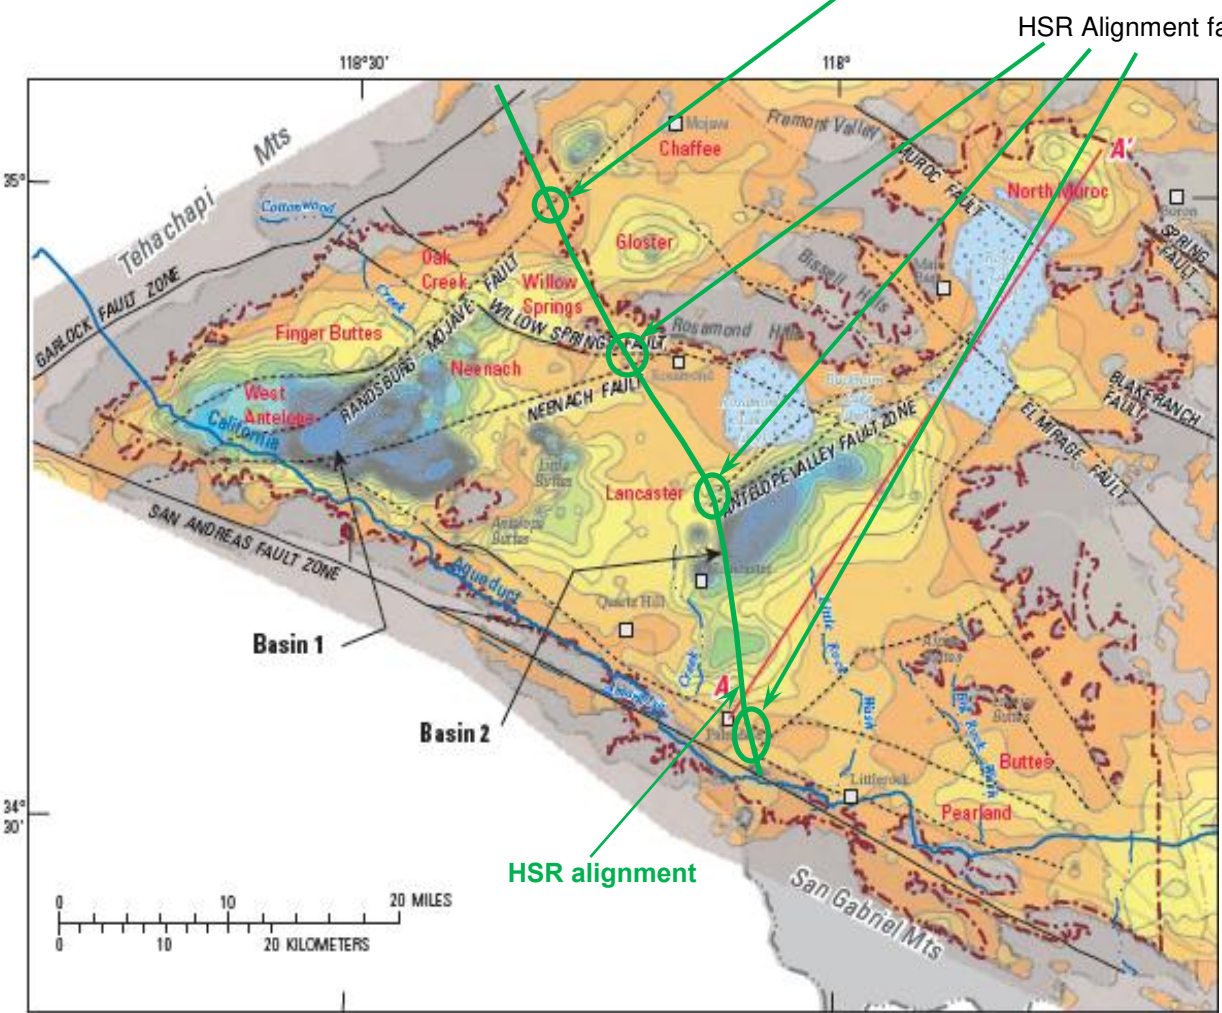 HSR Alignment fa
118°30'
118°
Mts
Tehachapi
35°
Mojave
Chaffee
Fremont Valley
MUROC FAULT
A'
North Muroc
Boron
SPRING
FAULT
Cottonwood
Creek
Oak
Creek
Gloster
Willow
Springs
Bissell
Hills
GARLOCK FAULT ZONE
Finger Buttes
RANDSBURG - MOJAVE FAULT
WILLOW SPRINGS FAULT
Rosamond Hills
Rosamond
Neenach
NEENACH FAULT
West
Antelope
California
BLAKE RANCH
FAULT
EL MIRAGE FAULT
ANTELOPE VALLEY FAULT ZONE
Little
Buttes
Lancaster
Antelope
Buttes
SAN ANDREAS FAULT ZONE
Aqueduct
Lancaster
Quartz Hill
Basin 1
Creek
Little Rock
Wash
Big Rock Wash
Buttes
A
Amargosa
Palmdale
Basin 2
Buttes
Littlerock
Pearland
34°
30'
HSR alignment
San Gabriel Mts
0 10 20 MILES
0 10 20 KILOMETERS